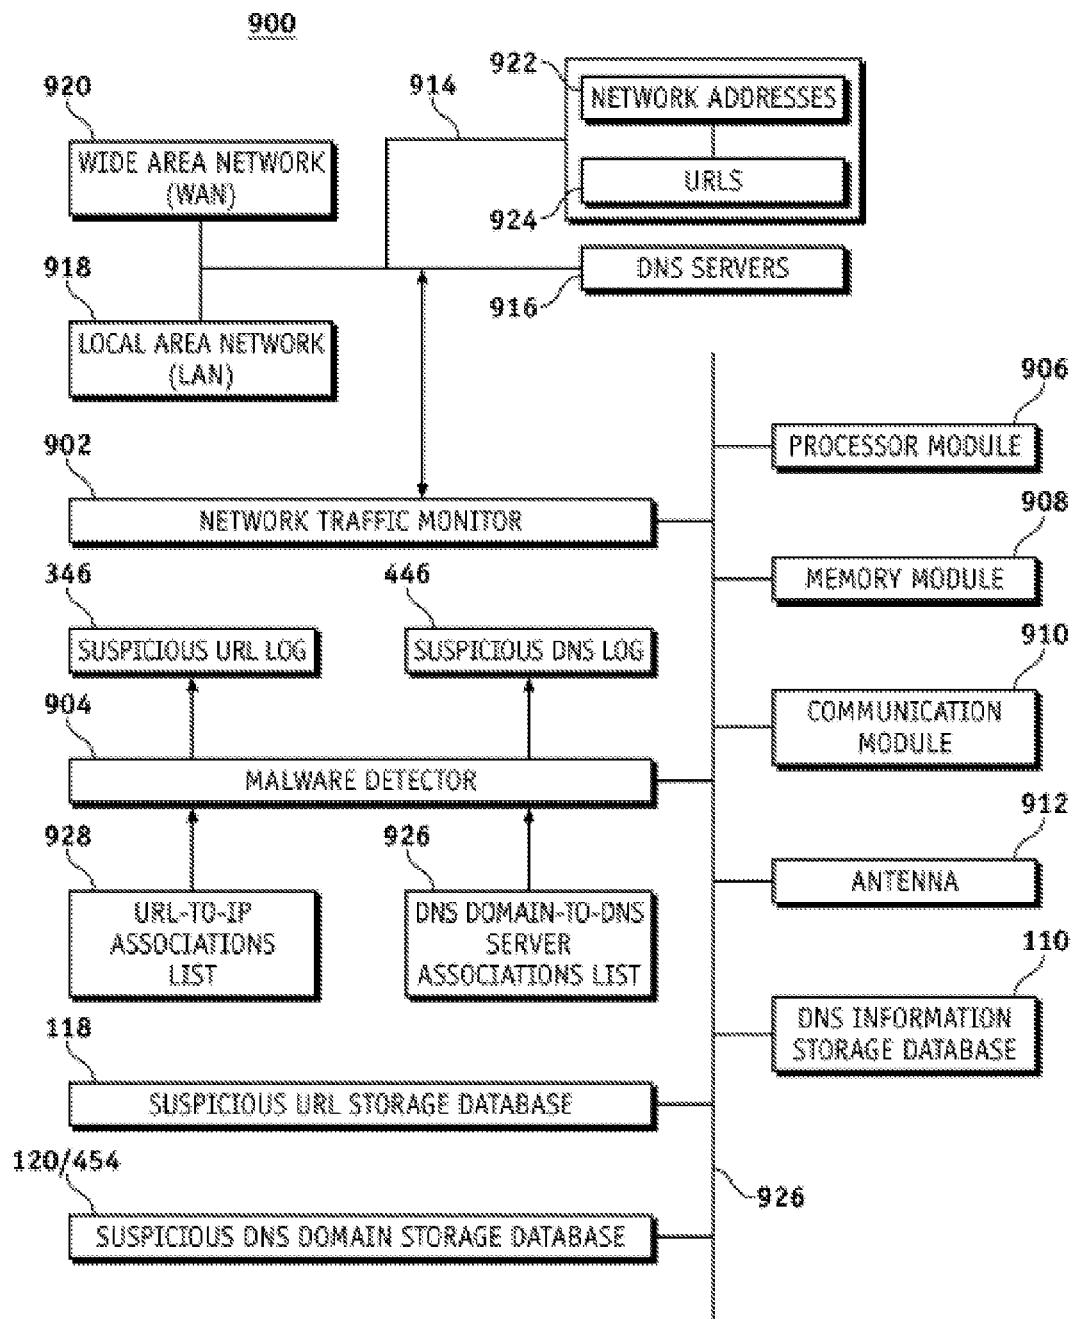 900
920
WIDE AREA NETWORK
(WAN)
914
922
NETWORK ADDRESSES
URLS
924
918
LOCAL AREA NETWORK
(LAN)
DNS SERVERS
916
902
NETWORK TRAFFIC MONITOR
906
PROCESSOR MODULE
908
MEMORY MODULE
346
SUSPICIOUS URL LOG
446
SUSPICIOUS DNS LOG
910
COMMUNICATION
MODULE
904
MALWARE DETECTOR
912
ANTENNA
928
URL-TO-IP
ASSOCIATIONS
LIST
926
DNS DOMAIN-TO-DNS
SERVER
ASSOCIATIONS LIST
110
DNS INFORMATION
STORAGE DATABASE
118
SUSPICIOUS URL STORAGE DATABASE
120/454
SUSPICIOUS DNS DOMAIN STORAGE DATABASE
926